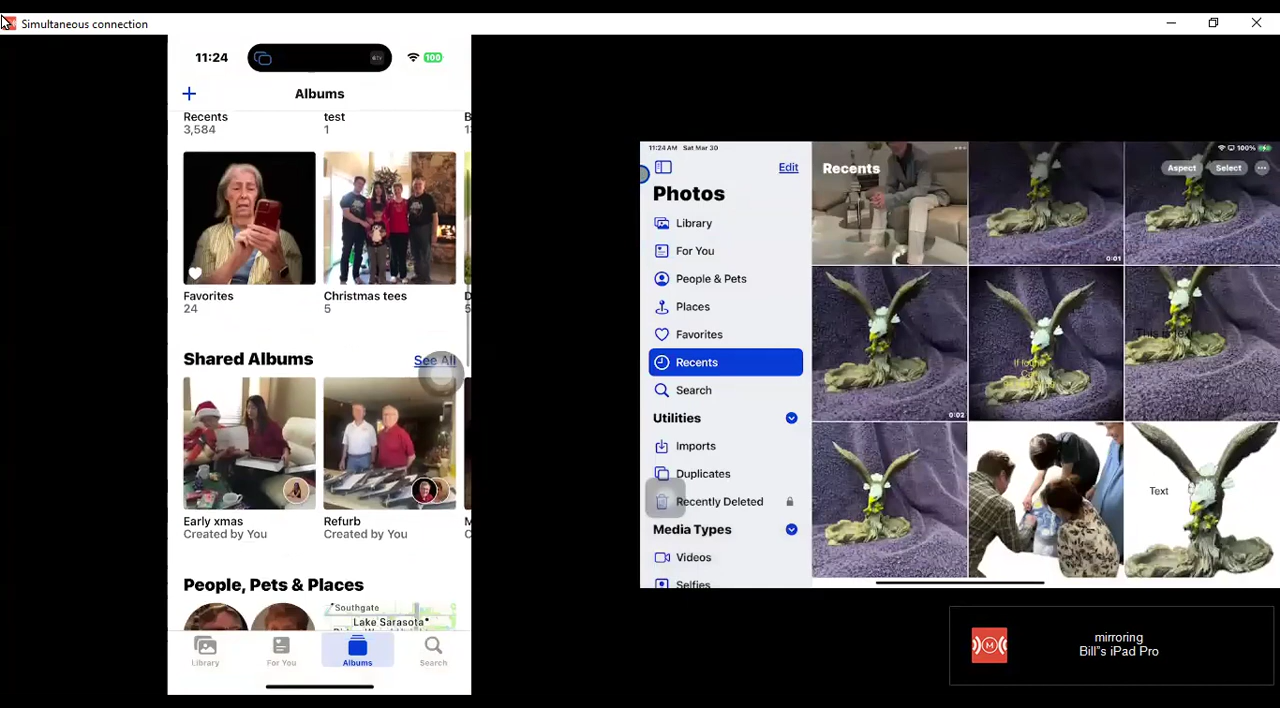 Simultaneous connection
11:24
100
Albums
Recents
3,584
test
1
Favorites
24
Christmas tees
5
Shared Albums
See All
Early xmas
Created by You
Refurb
Created by You
People, Pets & Places
Southgate
Lake Sarasota
Library
For You
Albums
Search
11:24 AM Sat Mar 30
100%
Edit
Photos
Library
For You
People & Pets
Places
Favorites
Recents
Search
Utilities
Imports
Duplicates
Recently Deleted
Media Types
Videos
Selfies
Recents
Aspect
Select
0:01
0:02
If found
Text
mirroring
Bill"s iPad Pro